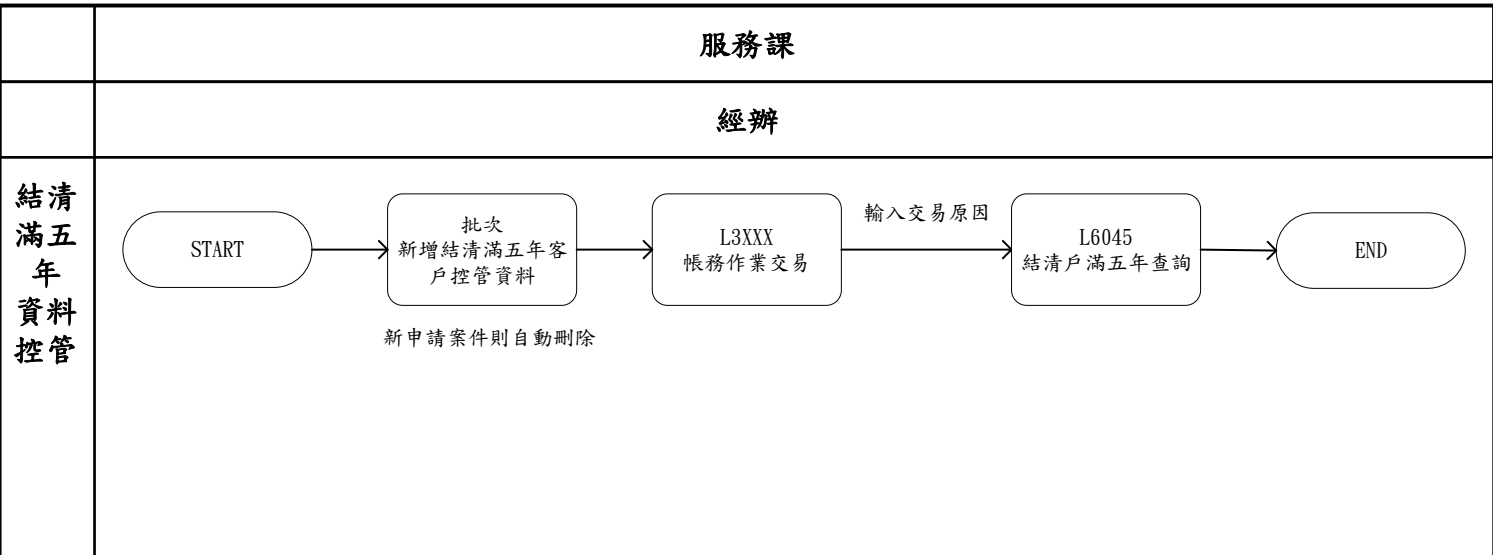 服務課
經辦
結清
滿五
年
資料
控管
START
批次
新增結清滿五年客
戶控管資料
新申請案件則自動刪除
L3XXX
帳務作業交易
輸入交易原因
L6045
結清戶滿五年查詢
END